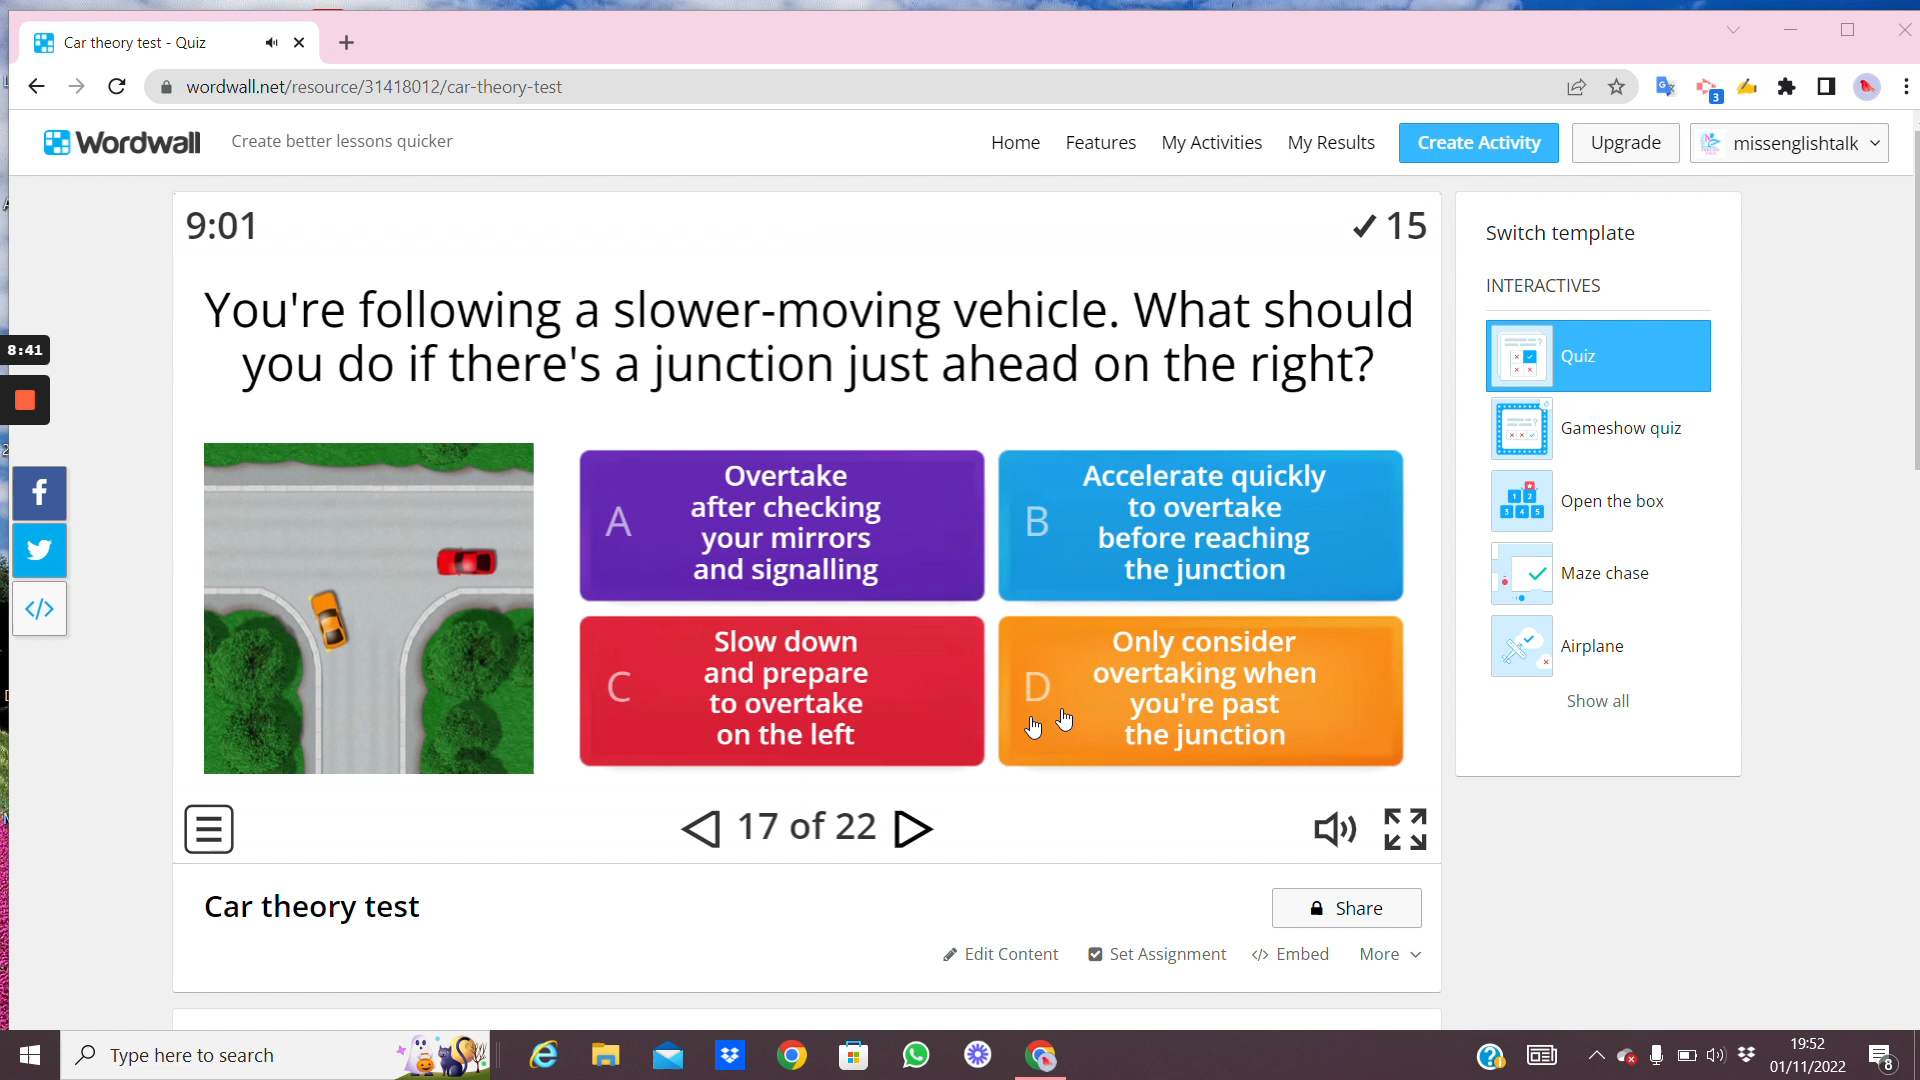 Car theory test - Quiz
wordwall.net/resource/31418012/car-theory-test
3
Wordwall
Create better lessons quicker
Home
Features
My Activities
My Results
Create Activity
Upgrade
missenglishtalk
9:01
15
You're following a slower-moving vehicle. What should
you do if there's a junction just ahead on the right?
8:41
A
Overtake
after checking
your mirrors
and signalling
B
Accelerate quickly
to overtake
before reaching
the junction
C
Slow down
and prepare
to overtake
on the left
D
Only consider
overtaking when
you're past
the junction
17 of 22
Switch template
INTERACTIVES
Quiz
Gameshow quiz
Open the box
Maze chase
Airplane
Show all
Car theory test
Share
Edit Content
Set Assignment
Embed
More
Type here to search
19:52
01/11/2022
8